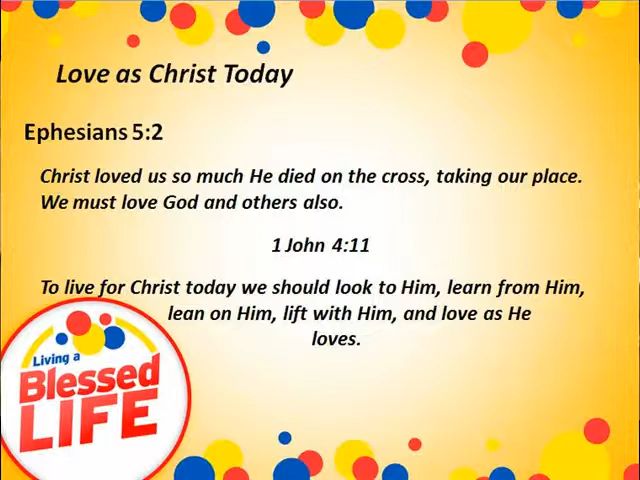 Love as Christ Today
Ephesians 5:2
Christ loved us so much He died on the cross, taking our place.
We must love God and others also.
1 John 4:11
To live for Christ today we should look to Him, learn from Him,
lean on Him, lift with Him, and love as He
loves.
Living a
Blessed
LIFE